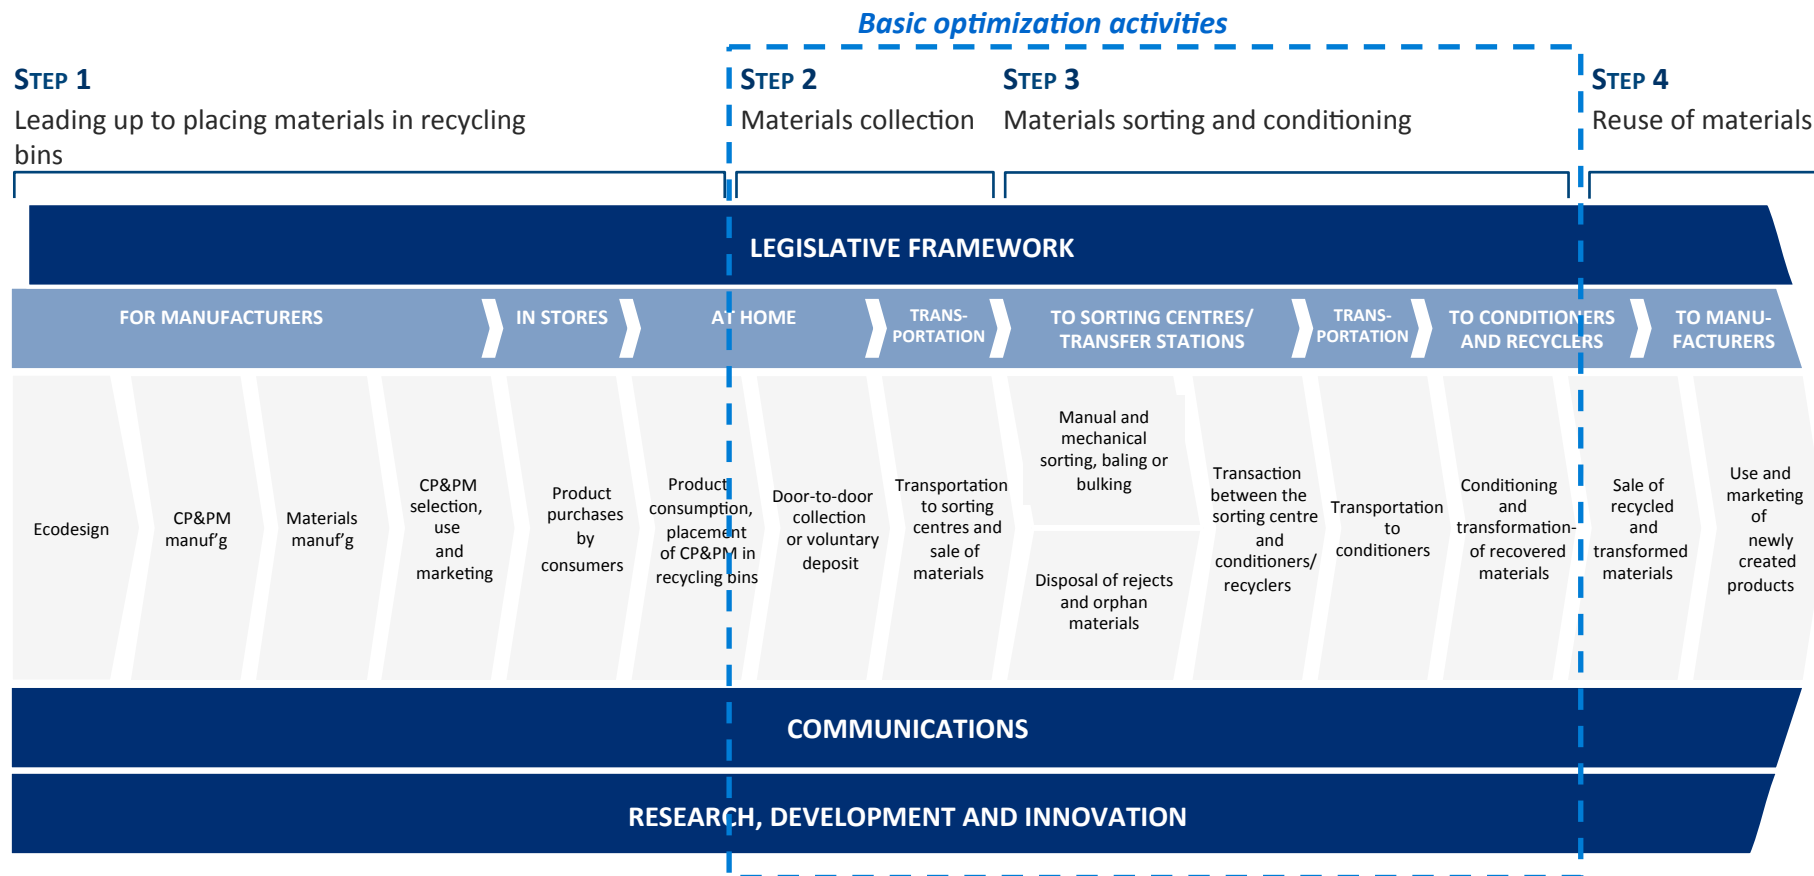 Basic optimization activities
STEP 1
Leading up to placing materials in recycling
bins
STEP 2
Materials collection
STEP 3
Materials sorting and conditioning
STEP 4
Reuse of materials
LEGISLATIVE FRAMEWORK
FOR MANUFACTURERS
IN STORES
AT HOME
TRANS-
PORTATION
TO SORTING CENTRES/
TRANSFER STATIONS
TRANS-
PORTATION
TO CONDITIONERS
AND RECYCLERS
TO MANU-
FACTURERS
Ecodesign
CP&PM
manuf’g
Materials
manuf’g
CP&PM
selection,
use
and
marketing
Product
purchases
by
consumers
Product
consumption,
placement
of CP&PM in
recycling bins
Door-to-door
collection
or voluntary
deposit
Transportation
to sorting
centres and
sale of
materials
Manual and
mechanical
sorting, baling or
bulking
Disposal of rejects
and orphan
materials
Transaction
between the
sorting centre
and
conditioners/
recyclers
Transportation
to
conditioners
Conditioning
and
transformation-
of recovered
materials
Sale of
recycled
and
transformed
materials
Use and
marketing
of
newly
created
products
COMMUNICATIONS
RESEARCH, DEVELOPMENT AND INNOVATION